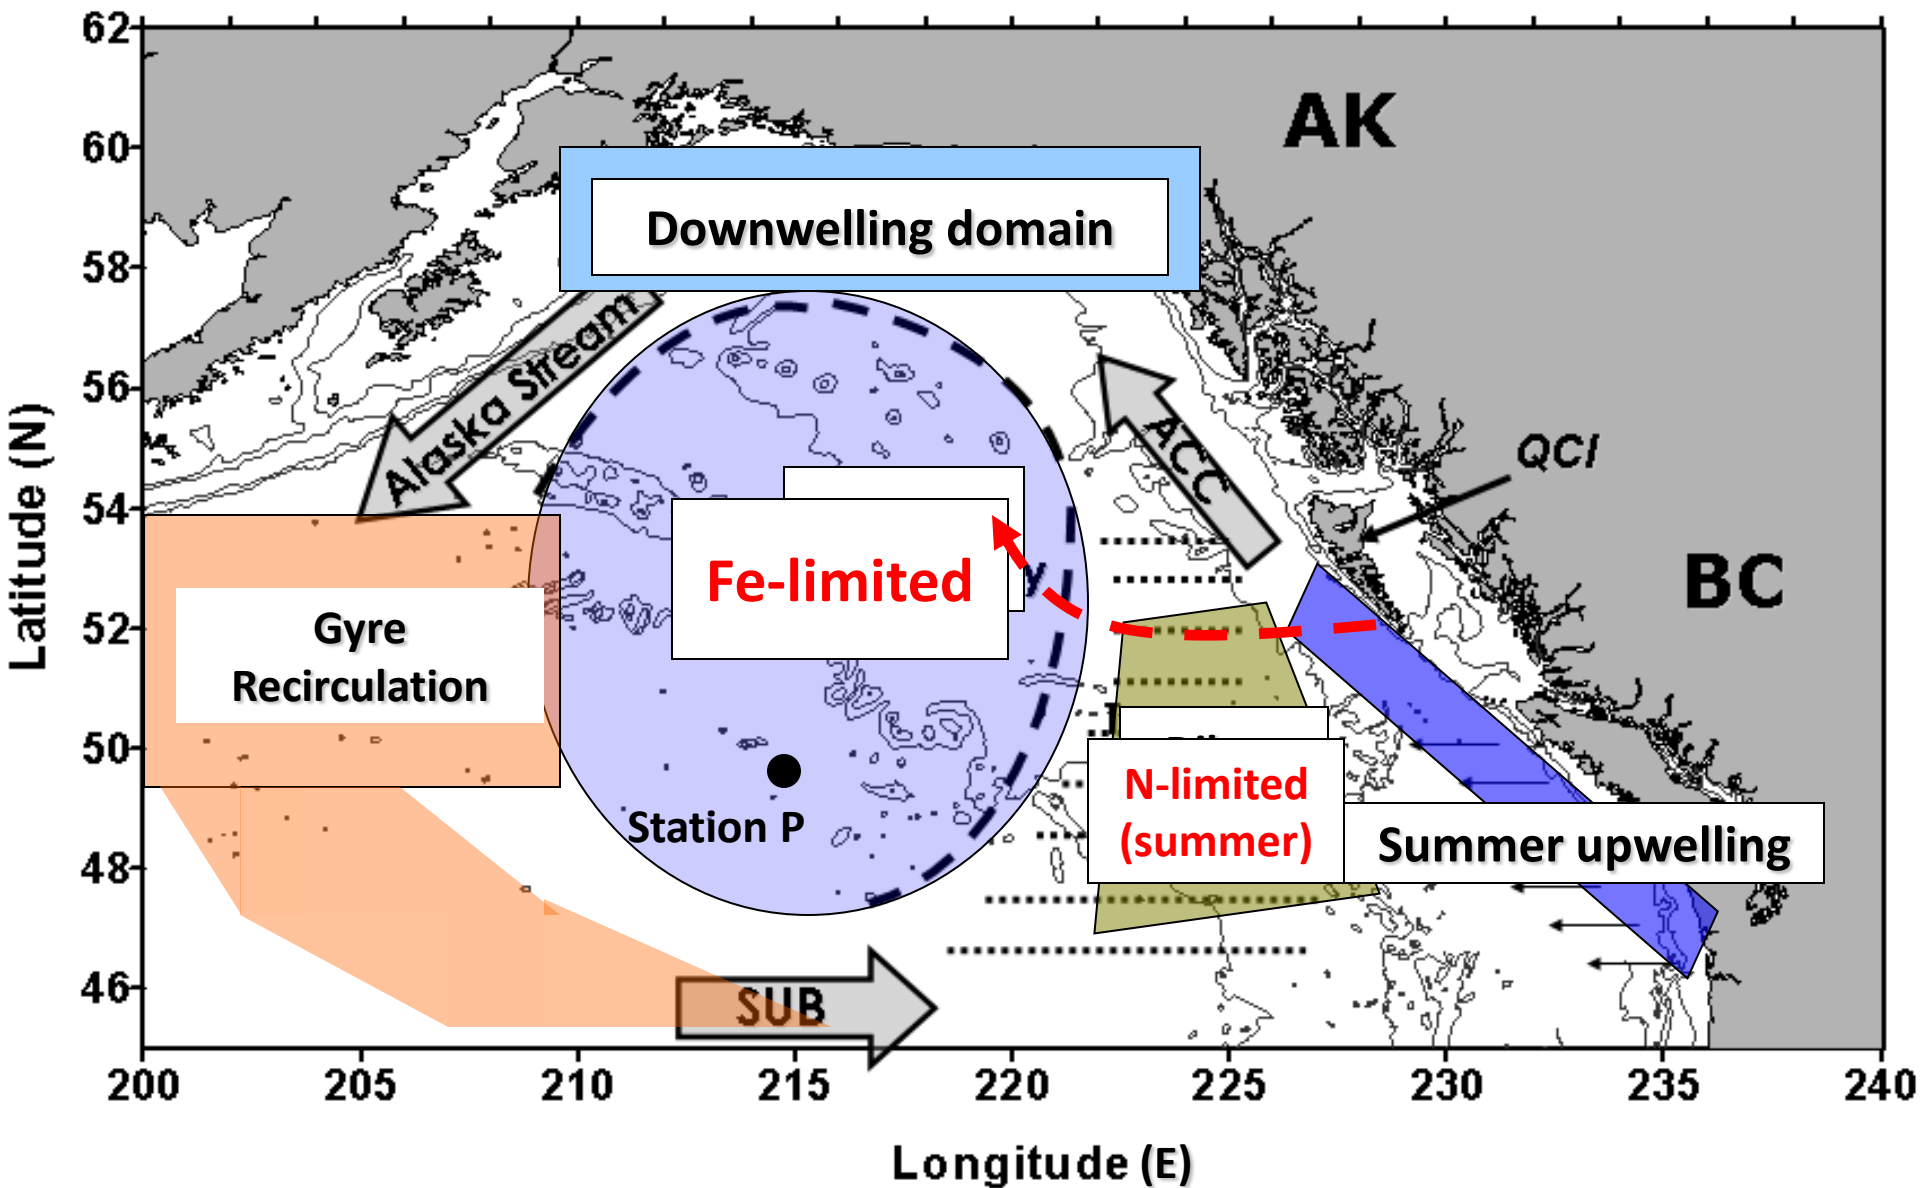 62
60
58
56
54
52
50
48
46
Latitude (N)
AK
Downwelling domain
Alaska Stream
ACC
QCI
BC
Fe-limited
y
Gyre
Recirculation
Station P
N-limited
(summer)
Summer upwelling
SUB
200
205
210
215
220
225
230
235
240
Longitude (E)